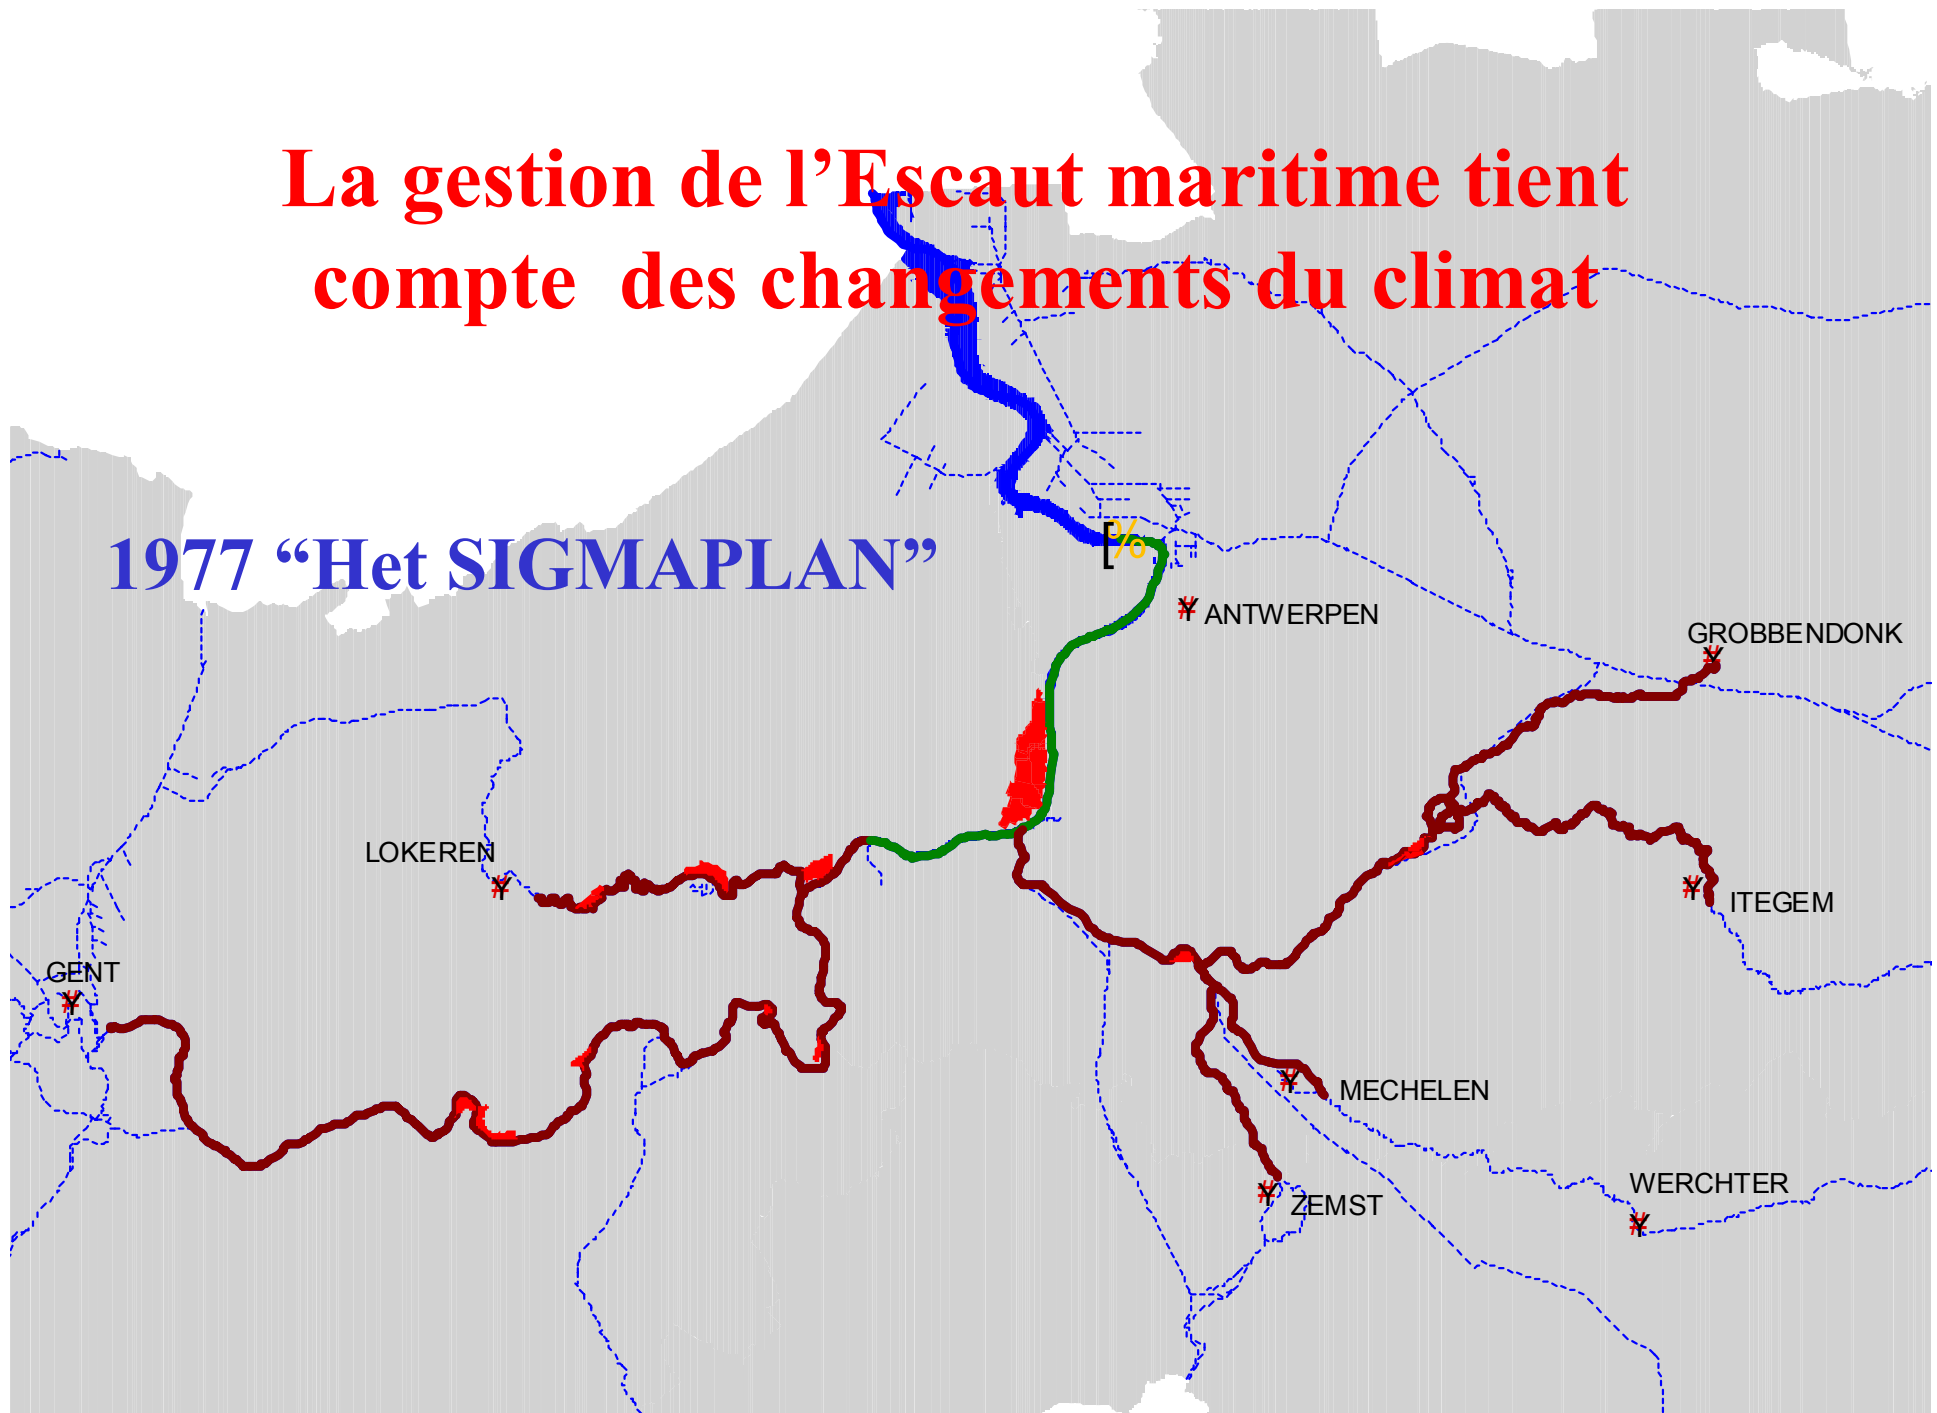 La gestion de l’Escaut maritime tient
compte des changements du climat
1977 “Het SIGMAPLAN”
[%
#Y ANTWERPEN
GROBBENDONK
#Y
LOKEREN
#Y
#Y
ITEGEM
GENT
#Y
#Y
MECHELEN
#Y
ZEMST
WERCHTER
#Y